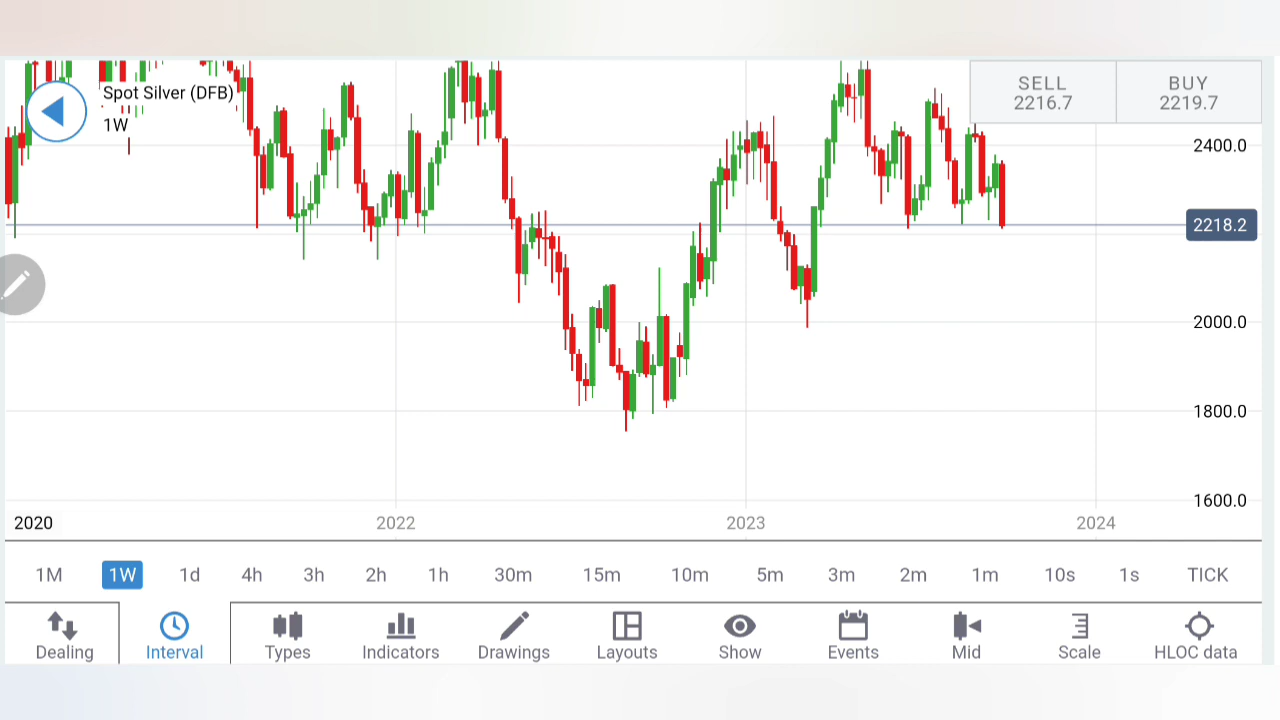 Spot Silver (DFB)
1W
SELL
2216.7
BUY
2219.7
2400.0
2218.2
2000.0
1800.0
1600.0
2020 2022 2023 2024
1M 1W 1d 4h 3h 2h 1h 30m 15m 10m 5m 3m 2m 1m 10s 1s TICK
Dealing Interval Types Indicators Drawings Layouts Show Events Mid Scale HLOC data